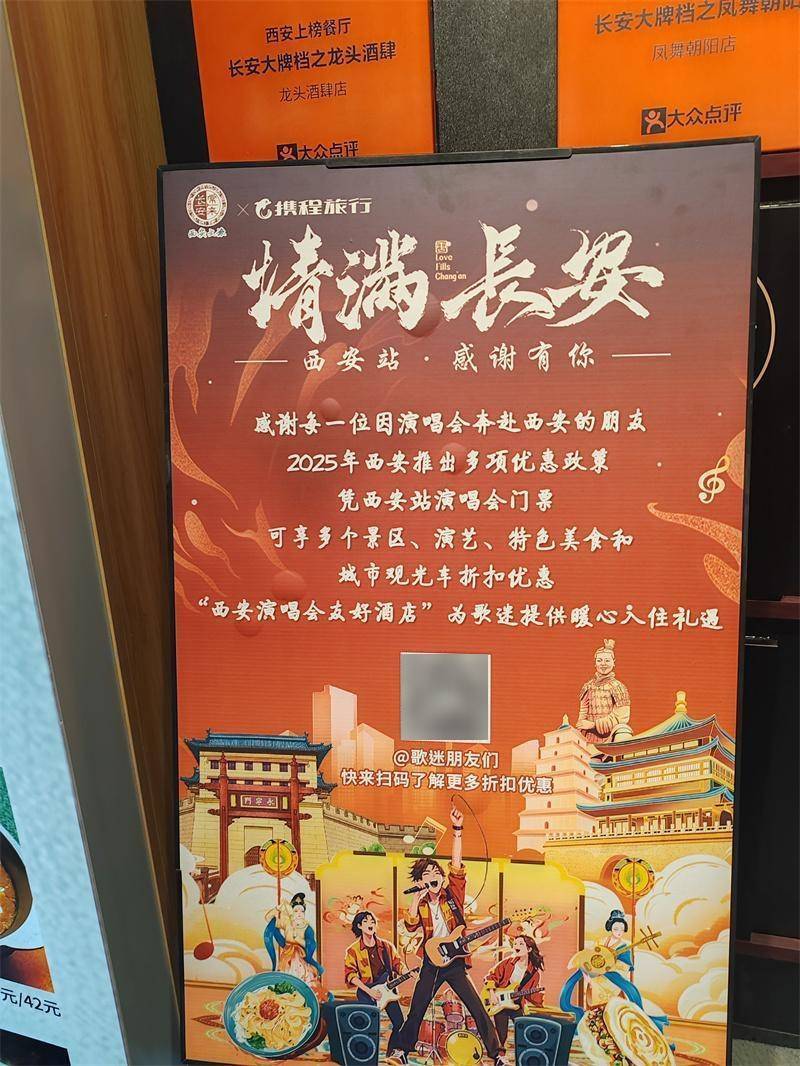 西安上榜餐厅
长安大牌档之龙头酒肆
龙头酒肆店
大众点评
长安大牌档之凤舞朝阳
凤舞朝阳店
大众点评
× 携程旅行
情满长安
Love
Fills
Chang'an
西安站·感谢有你
感谢每一位因演唱会奔赴西安的朋友
2025年西安推出多项优惠政策
凭西安站演唱会门票
可享多个景区、演艺、特色美食和
城市观光车折扣优惠
“西安演唱会友好酒店”为歌迷提供暖心入住礼遇
@歌迷朋友们
快来扫码了解更多折扣优惠
門寧永
元/42元